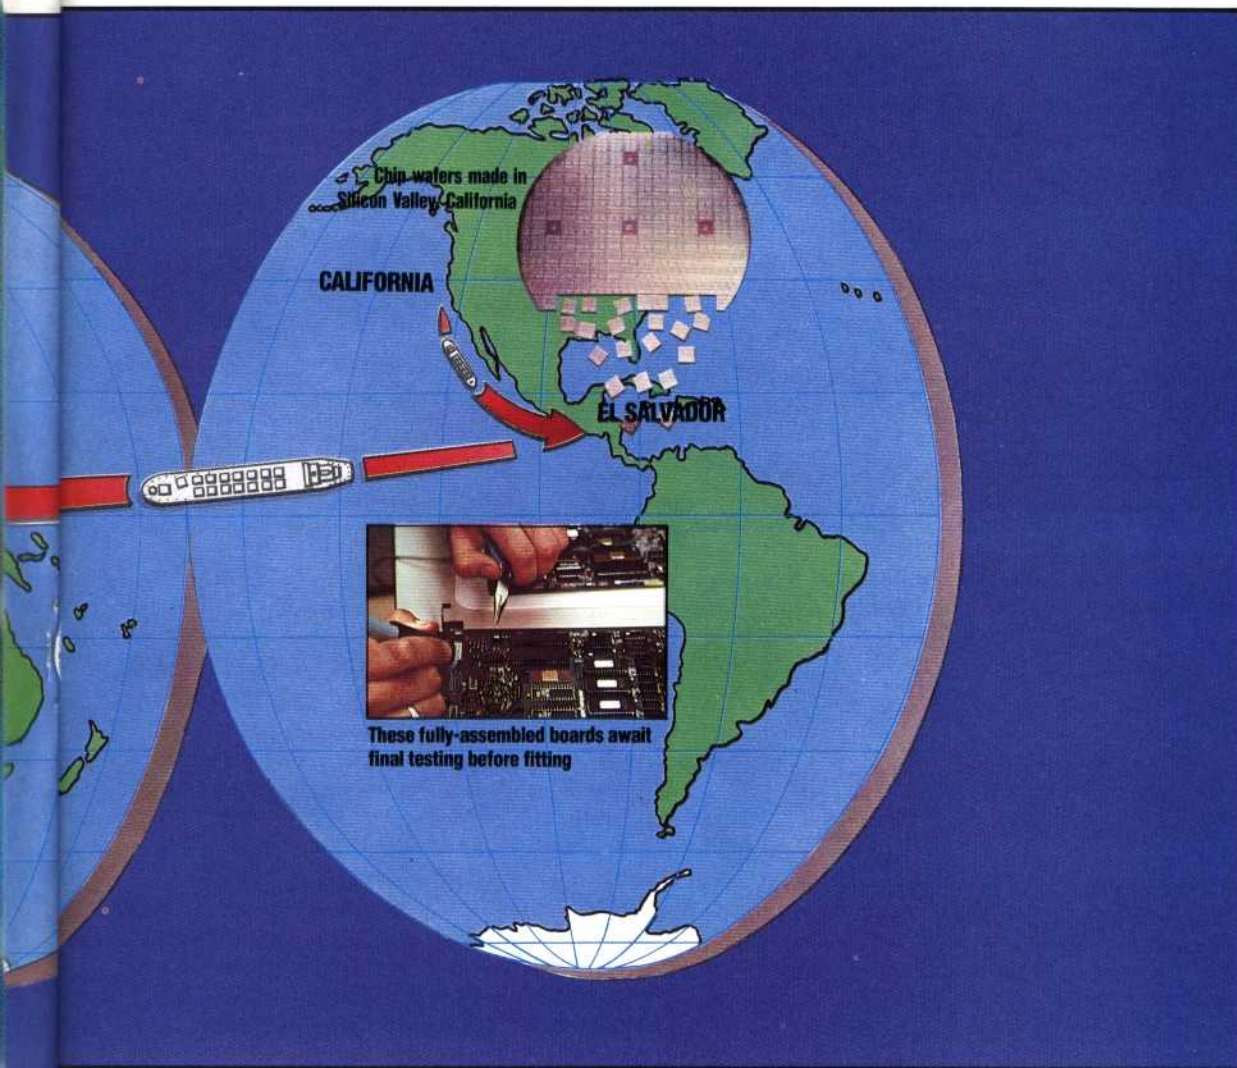 Chip wafers made in
Silicon Valley, California
CALIFORNIA
EL SALVADOR
These fully-assembled boards await
final testing before fitting